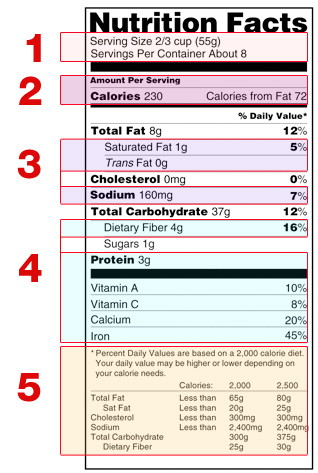 Nutrition Facts
1
Serving Size 2/3 cup (55g)
Servings Per Container About 8
2
Amount Per Serving
Calories 230 Calories from Fat 72
% Daily Value*
Total Fat 8g 12%
3
Saturated Fat 1g 5%
Trans Fat 0g
Cholesterol 0mg 0%
Sodium 160mg 7%
Total Carbohydrate 37g 12%
4
Dietary Fiber 4g 16%
Sugars 1g
Protein 3g
Vitamin A 10%
Vitamin C 8%
Calcium 20%
Iron 45%
5
* Percent Daily Values are based on a 2,000 calorie diet.
Your daily value may be higher or lower depending on
your calorie needs.
Calories: 2,000 2,500
Total Fat Less than 65g 80g
Sat Fat Less than 20g 25g
Cholesterol Less than 300mg 300mg
Sodium Less than 2,400mg 2,400mg
Total Carbohydrate 300g 375g
Dietary Fiber 25g 30g